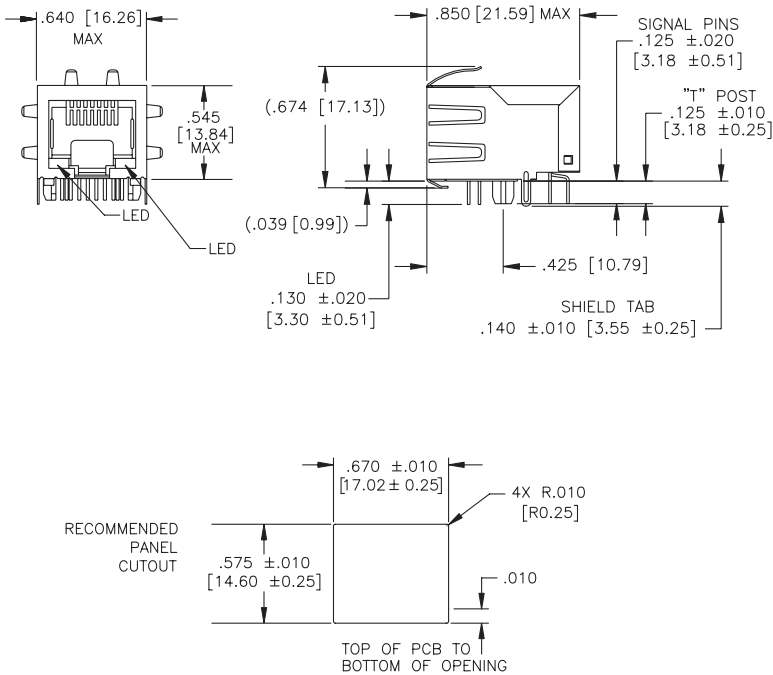 .640 [16.26]
MAX
.545
[13.84]
MAX
LED
LED
.850 [21.59] MAX
(.674 [17.13])
(.039 [0.99])
LED
.130 ±.020
[3.30 ±0.51]
.425 [10.79]
SIGNAL PINS
.125 ±.020
[3.18 ±0.51]
"T" POST
.125 ±.010
[3.18 ±0.25]
SHIELD TAB
.140 ±.010 [3.55 ±0.25]
RECOMMENDED
PANEL
CUTOUT
.670 ±.010
[17.02± 0.25]
4X R.010
[R0.25]
.575 ±.010
[14.60 ±0.25]
.010
TOP OF PCB TO
BOTTOM OF OPENING